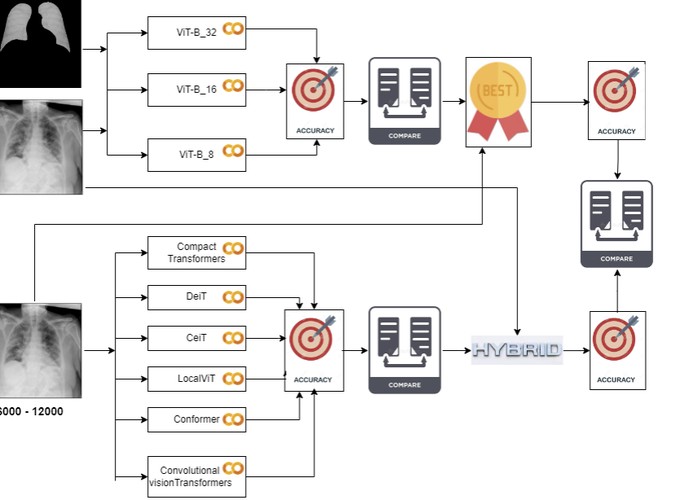 ViT-B_32
ViT-B_16
ViT-B_8
ACCURACY
COMPARE
BEST
ACCURACY
COMPARE
Compact
Transformers
DeiT
CeiT
LocalViT
Conformer
Convolutional
visionTransformers
ACCURACY
COMPARE
HYBRID
ACCURACY
000 - 12000